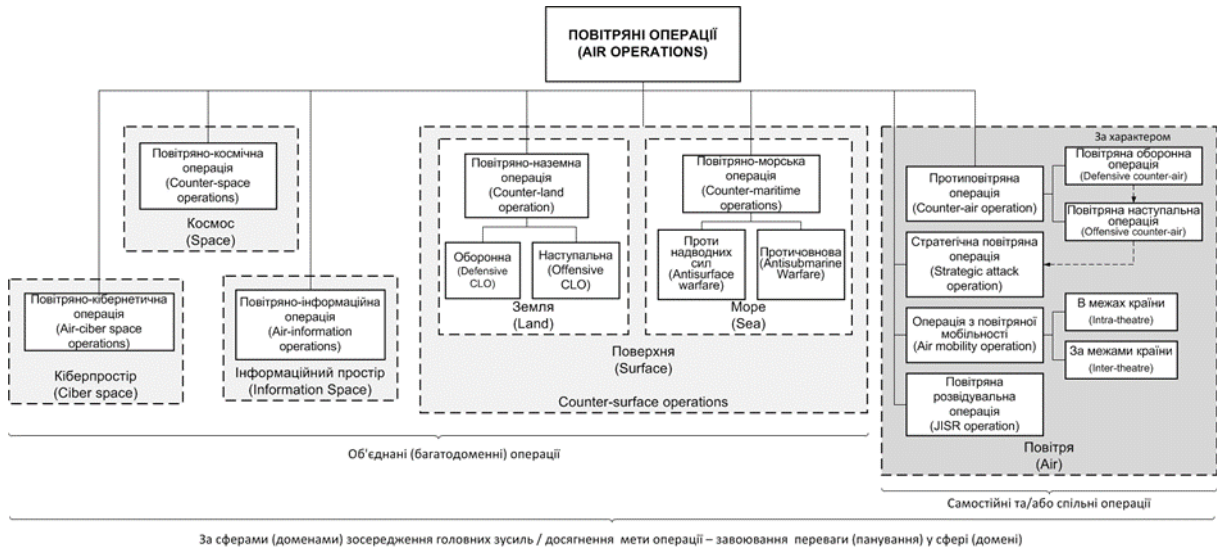 ПОВІТРЯНІ ОПЕРАЦІЇ
(AIR OPERATIONS)
Повітряно-космічна
операція
(Counter-space
operations)
Космос
(Space)
Повітряно-кібернетична
операція
(Air-ciber space
operations)
Кіберпростір
(Ciber space)
Повітряно-інформаційна
операція
(Air-information
operations)
Інформаційний простір
(Information Space)
Повітряно-наземна
операція
(Counter-land
operation)
Оборонна
(Defensive
CLO)
Наступальна
(Offensive
CLO)
Земля
(Land)
Повітряно-морська
операція
(Counter-maritime
operations)
Проти
надводних
сил
(Antisurface
warfare)
Протичовнова
(Antisubmarine
Warfare)
Море
(Sea)
Поверхня
(Surface)
Counter-surface operations
За характером
Протиповітряна
операція
(Counter-air operation)
Повітряна оборонна
операція
(Defensive counter-air)
Повітряна наступальна
операція
(Offensive counter-air)
Стратегічна повітряна
операція
(Strategic attack
operation)
Операція з повітряної
мобільності
(Air mobility operation)
В межах країни
(Intra-theatre)
За межами країни
(Inter-theatre)
Повітряна
розвідувальна
операція
(JISR operation)
Повітря
(Air)
Об'єднані (багатодоменні) операції
Самостійні та/або спільні операції
За сферами (доменами) зосередження головних зусиль / досягнення мети операції – завоювання переваги (панування) у сфері (домені)